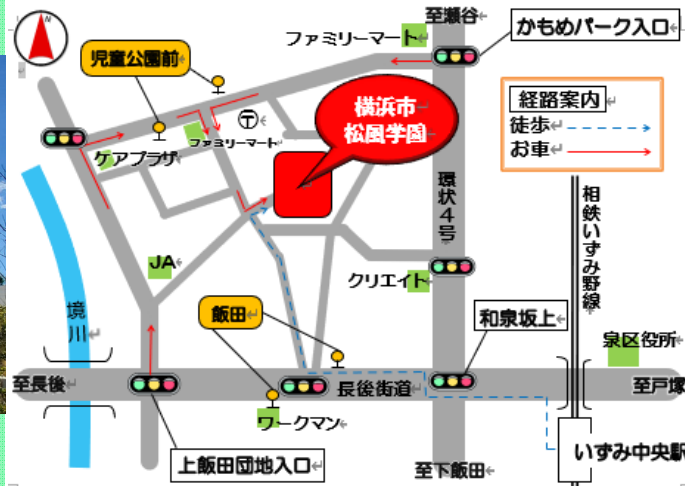 至瀬谷
かもめパーク入口
ファミリーマート
児童公園前
経路案内
徒歩
お車
横浜市
松風学園
〒
ファミリーマート
ケアプラザ
環状4号
相鉄いずみ野線
JA
クリエイト
境川
飯田
和泉坂上
泉区役所
至長後
長後街道
至戸塚
ワークマン
いずみ中央駅
上飯田団地入口
至下飯田